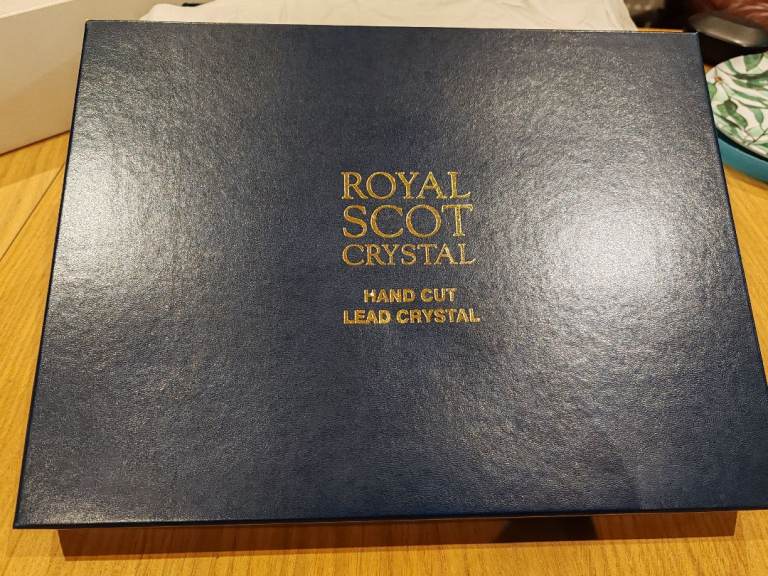 ROYAL
SCOT
CRYSTAL
HAND CUT
LEAD CRYSTAL